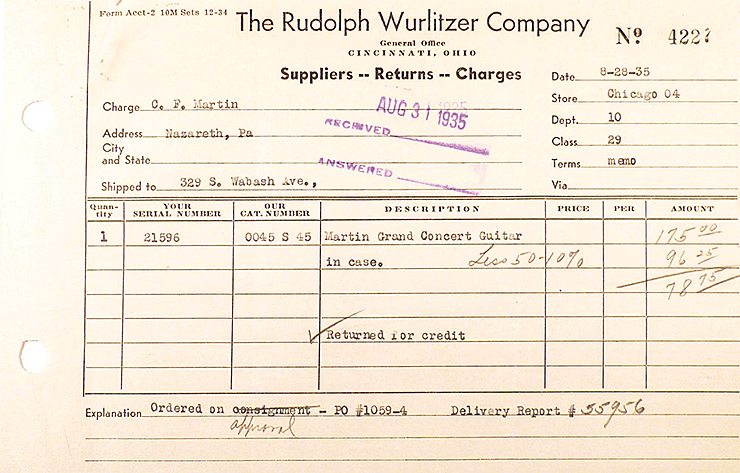 Form Acct-2 10M Sets 12-34
The Rudolph Wurlitzer Company
General Office
CINCINNATI, OHIO
Nº 422
Suppliers -- Returns -- Charges
Date 8-28-35
Charge C. F. Martin
AUG 31 1935
Store Chicago 04
RECEIVED
Address Nazareth, Pa
Dept. 10
City
and State
Class 29
ANSWERED
Terms memo
Shipped to 329 S. Wabash Ave.,
Via
Quan-tity YOUR SERIAL NUMBER OUR CAT. NUMBER DESCRIPTION PRICE PER AMOUNT
1 21596 0045 S 45 Martin Grand Concert Guitar 175 00
in case. Less 50-10% 96 25
78 75
Returned for credit
Explanation Ordered on consignment - PO #1059-4 Delivery Report # 55956
approval